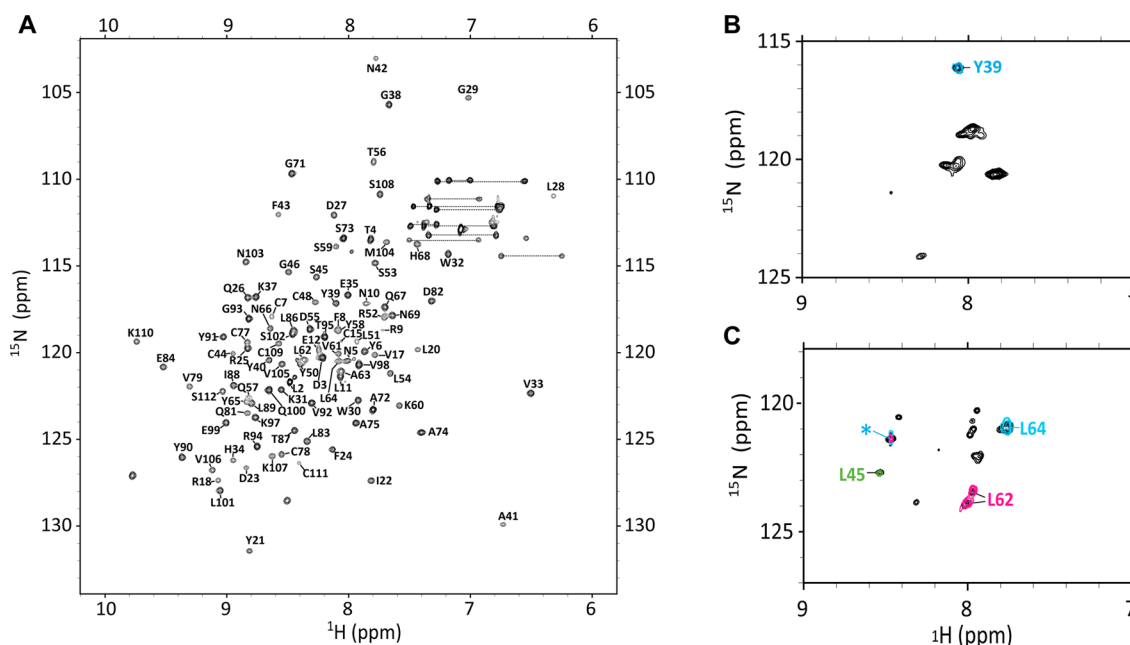 A
10 9 8 7 6
105
110
115
120
125
130
15N (ppm)
10 9 8 7 6
1H (ppm)
105
110
115
120
125
130
N42
G29
G38
T56
G71
S108
L28
F43
D27
S73
T4
S59
M104
H68
N103
W32
G46
S45
S53
Q26
K37
Y39
E35
C48
N10
Q67
D82
G93
N66
C7
D55
F8
R52
N69
Y58
K110
Y91
C77
S102
L86
T95
C15
L51
R9
E12
V61
Y6
C44
R25
C109
L62
N5
V17
L20
E84
Y40
V105
Y50
L64
V98
V79
I88
L2
D3
L11
A63
L54
S112
Q57
K31
A72
V33
Y65
L89
Q100
V92
W30
K60
Q81
K97
E99
T87
L83
A75
A74
R94
Y90
H34
C78
F24
V106
K107
R18
D23
C111
I22
L101
A41
Y21
B
115
120
125
15N (ppm)
Y39
9 8 7
C
120
125
15N (ppm)
*
L64
L45
L62
9 8 7
1H (ppm)